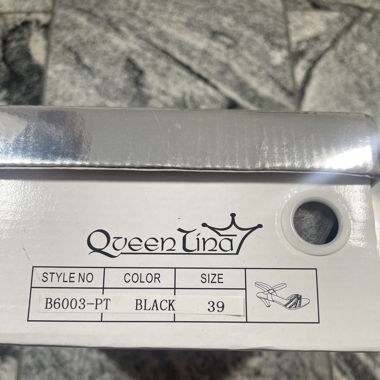 Queen Tina
STYLE NO COLOR SIZE
B6003-PT BLACK 39